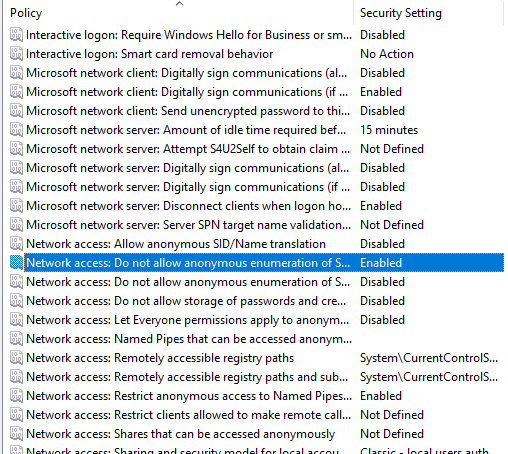 Policy Security Setting
Interactive logon: Require Windows Hello for Business or sm... Disabled
Interactive logon: Smart card removal behavior No Action
Microsoft network client: Digitally sign communications (al... Disabled
Microsoft network client: Digitally sign communications (if ... Enabled
Microsoft network client: Send unencrypted password to thi... Disabled
Microsoft network server: Amount of idle time required bef... 15 minutes
Microsoft network server: Attempt S4U2Self to obtain claim ... Not Defined
Microsoft network server: Digitally sign communications (al... Disabled
Microsoft network server: Digitally sign communications (if ... Disabled
Microsoft network server: Disconnect clients when logon ho... Enabled
Microsoft network server: Server SPN target name validation... Not Defined
Network access: Allow anonymous SID/Name translation Disabled
Network access: Do not allow anonymous enumeration of S... Enabled
Network access: Do not allow anonymous enumeration of S... Disabled
Network access: Do not allow storage of passwords and cre... Disabled
Network access: Let Everyone permissions apply to anonym... Disabled
Network access: Named Pipes that can be accessed anonym...
Network access: Remotely accessible registry paths System\CurrentControlS...
Network access: Remotely accessible registry paths and sub... System\CurrentControlS...
Network access: Restrict anonymous access to Named Pipes... Enabled
Network access: Restrict clients allowed to make remote call... Not Defined
Network access: Shares that can be accessed anonymously Not Defined
Network access: Sharing and security model for local accou... Classic - local users auth...